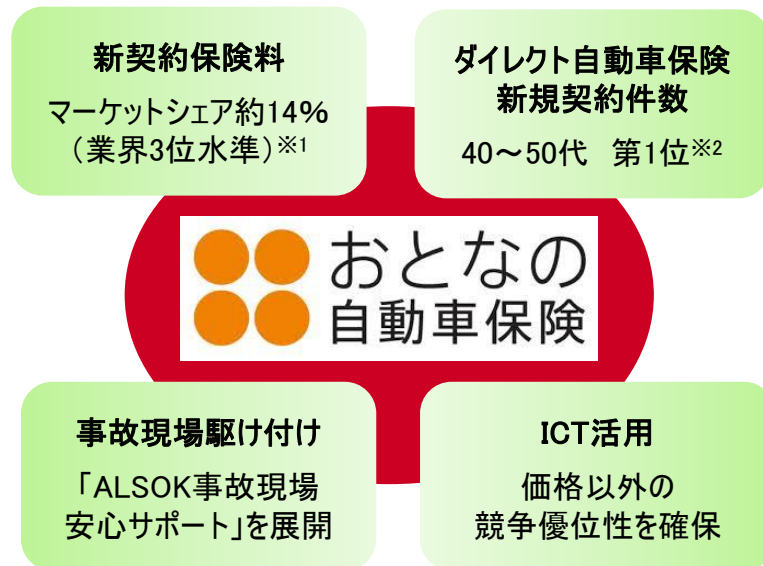 新契約保険料
マーケットシェア約14%
（業界3位水準）※1
ダイレクト自動車保険
新規契約件数
40～50代　第1位※2
おとなの
自動車保険
事故現場駆け付け
「ALSOK事故現場
安心サポート」を展開
ICT活用
価格以外の
競争優位性を確保